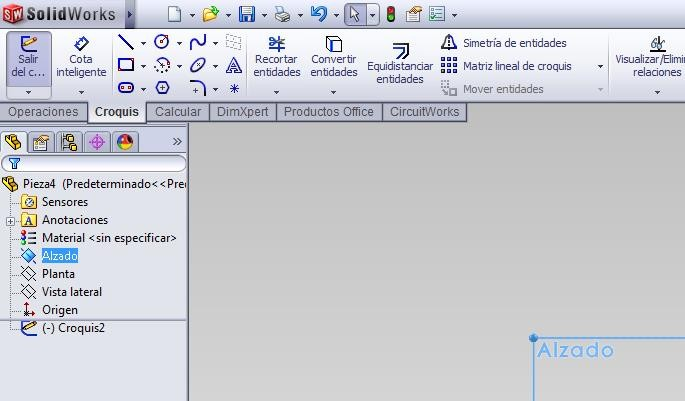 SW SolidWorks
Salir del c...
Cota inteligente
Recortar entidades
Convertir entidades
Equidistanciar entidades
Simetría de entidades
Matriz lineal de croquis
Mover entidades
Visualizar/Elimi
relaciones
Operaciones Croquis Calcular DimXpert Productos Office CircuitWorks
Pieza4 (Predeterminado<<Pre
Sensores
A Anotaciones
Material <sin especificar>
Alzado
Planta
Vista lateral
Origen
(-) Croquis2
Alzado